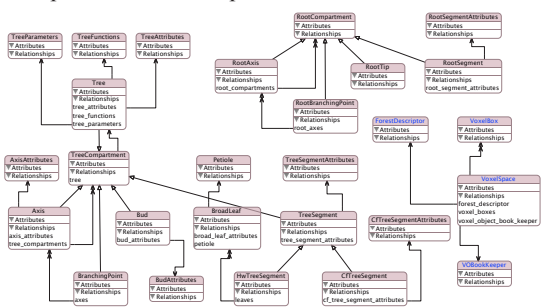 TreeParameters
▼Attributes
▼Relationships
TreeFunctions
▼Attributes
▼Relationships
TreeAttributes
▼Attributes
▼Relationships
RootCompartment
▼Attributes
▼Relationships
RootSegmentAttributes
▼Attributes
▼Relationships
Tree
Attributes
▼Relationships
tree_attributes
tree_functions
tree_parameters
RootAxis
▼Attributes
▼Relationships
root_compartments
RootTip
▼Attributes
▼Relationships
RootSegment
▼Attributes
▼Relationships
root_segment_attributes
RootBranchingPoint
▼Attributes
▼Relationships
root_axes
ForestDescriptor
▼Attributes
▼Relationships
VoxelBox
▼Attributes
▼Relationships
AxisAttributes
▼Attributes
▼Relationships
TreeCompartment
▼Attributes
▼Relationships
tree
Petiole
▼Attributes
▼Relationships
TreeSegmentAttributes
▼Attributes
▼Relationships
VoxelSpace
▼Attributes
▼Relationships
forest_descriptor
voxel_boxes
voxel_object_book_keeper
Axis
▼Attributes
▼Relationships
axis_attributes
tree_compartments
Bud
▼Attributes
▼Relationships
bud_attributes
BroadLeaf
▼Attributes
▼Relationships
broad_leaf_attributes
petiole
TreeSegment
▼Attributes
▼Relationships
tree_segment_attributes
CfTreeSegmentAttributes
▼Attributes
▼Relationships
BranchingPoint
▼Attributes
▼Relationships
axes
BudAttributes
▼Attributes
▼Relationships
HwTreeSegment
▼Attributes
▼Relationships
leaves
CfTreeSegment
▼Attributes
▼Relationships
cf_tree_segment_attributes
VOBookKeeper
▼Attributes
▼Relationships